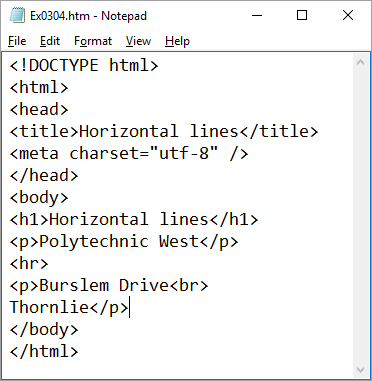 Ex0304.htm - Notepad
File Edit Format View Help
<!DOCTYPE html>
<html>
<head>
<title>Horizontal lines</title>
<meta charset="utf-8" />
</head>
<body>
<h1>Horizontal lines</h1>
<p>Polytechnic West</p>
<hr>
<p>Burslem Drive<br>
Thornlie</p>
</body>
</html>